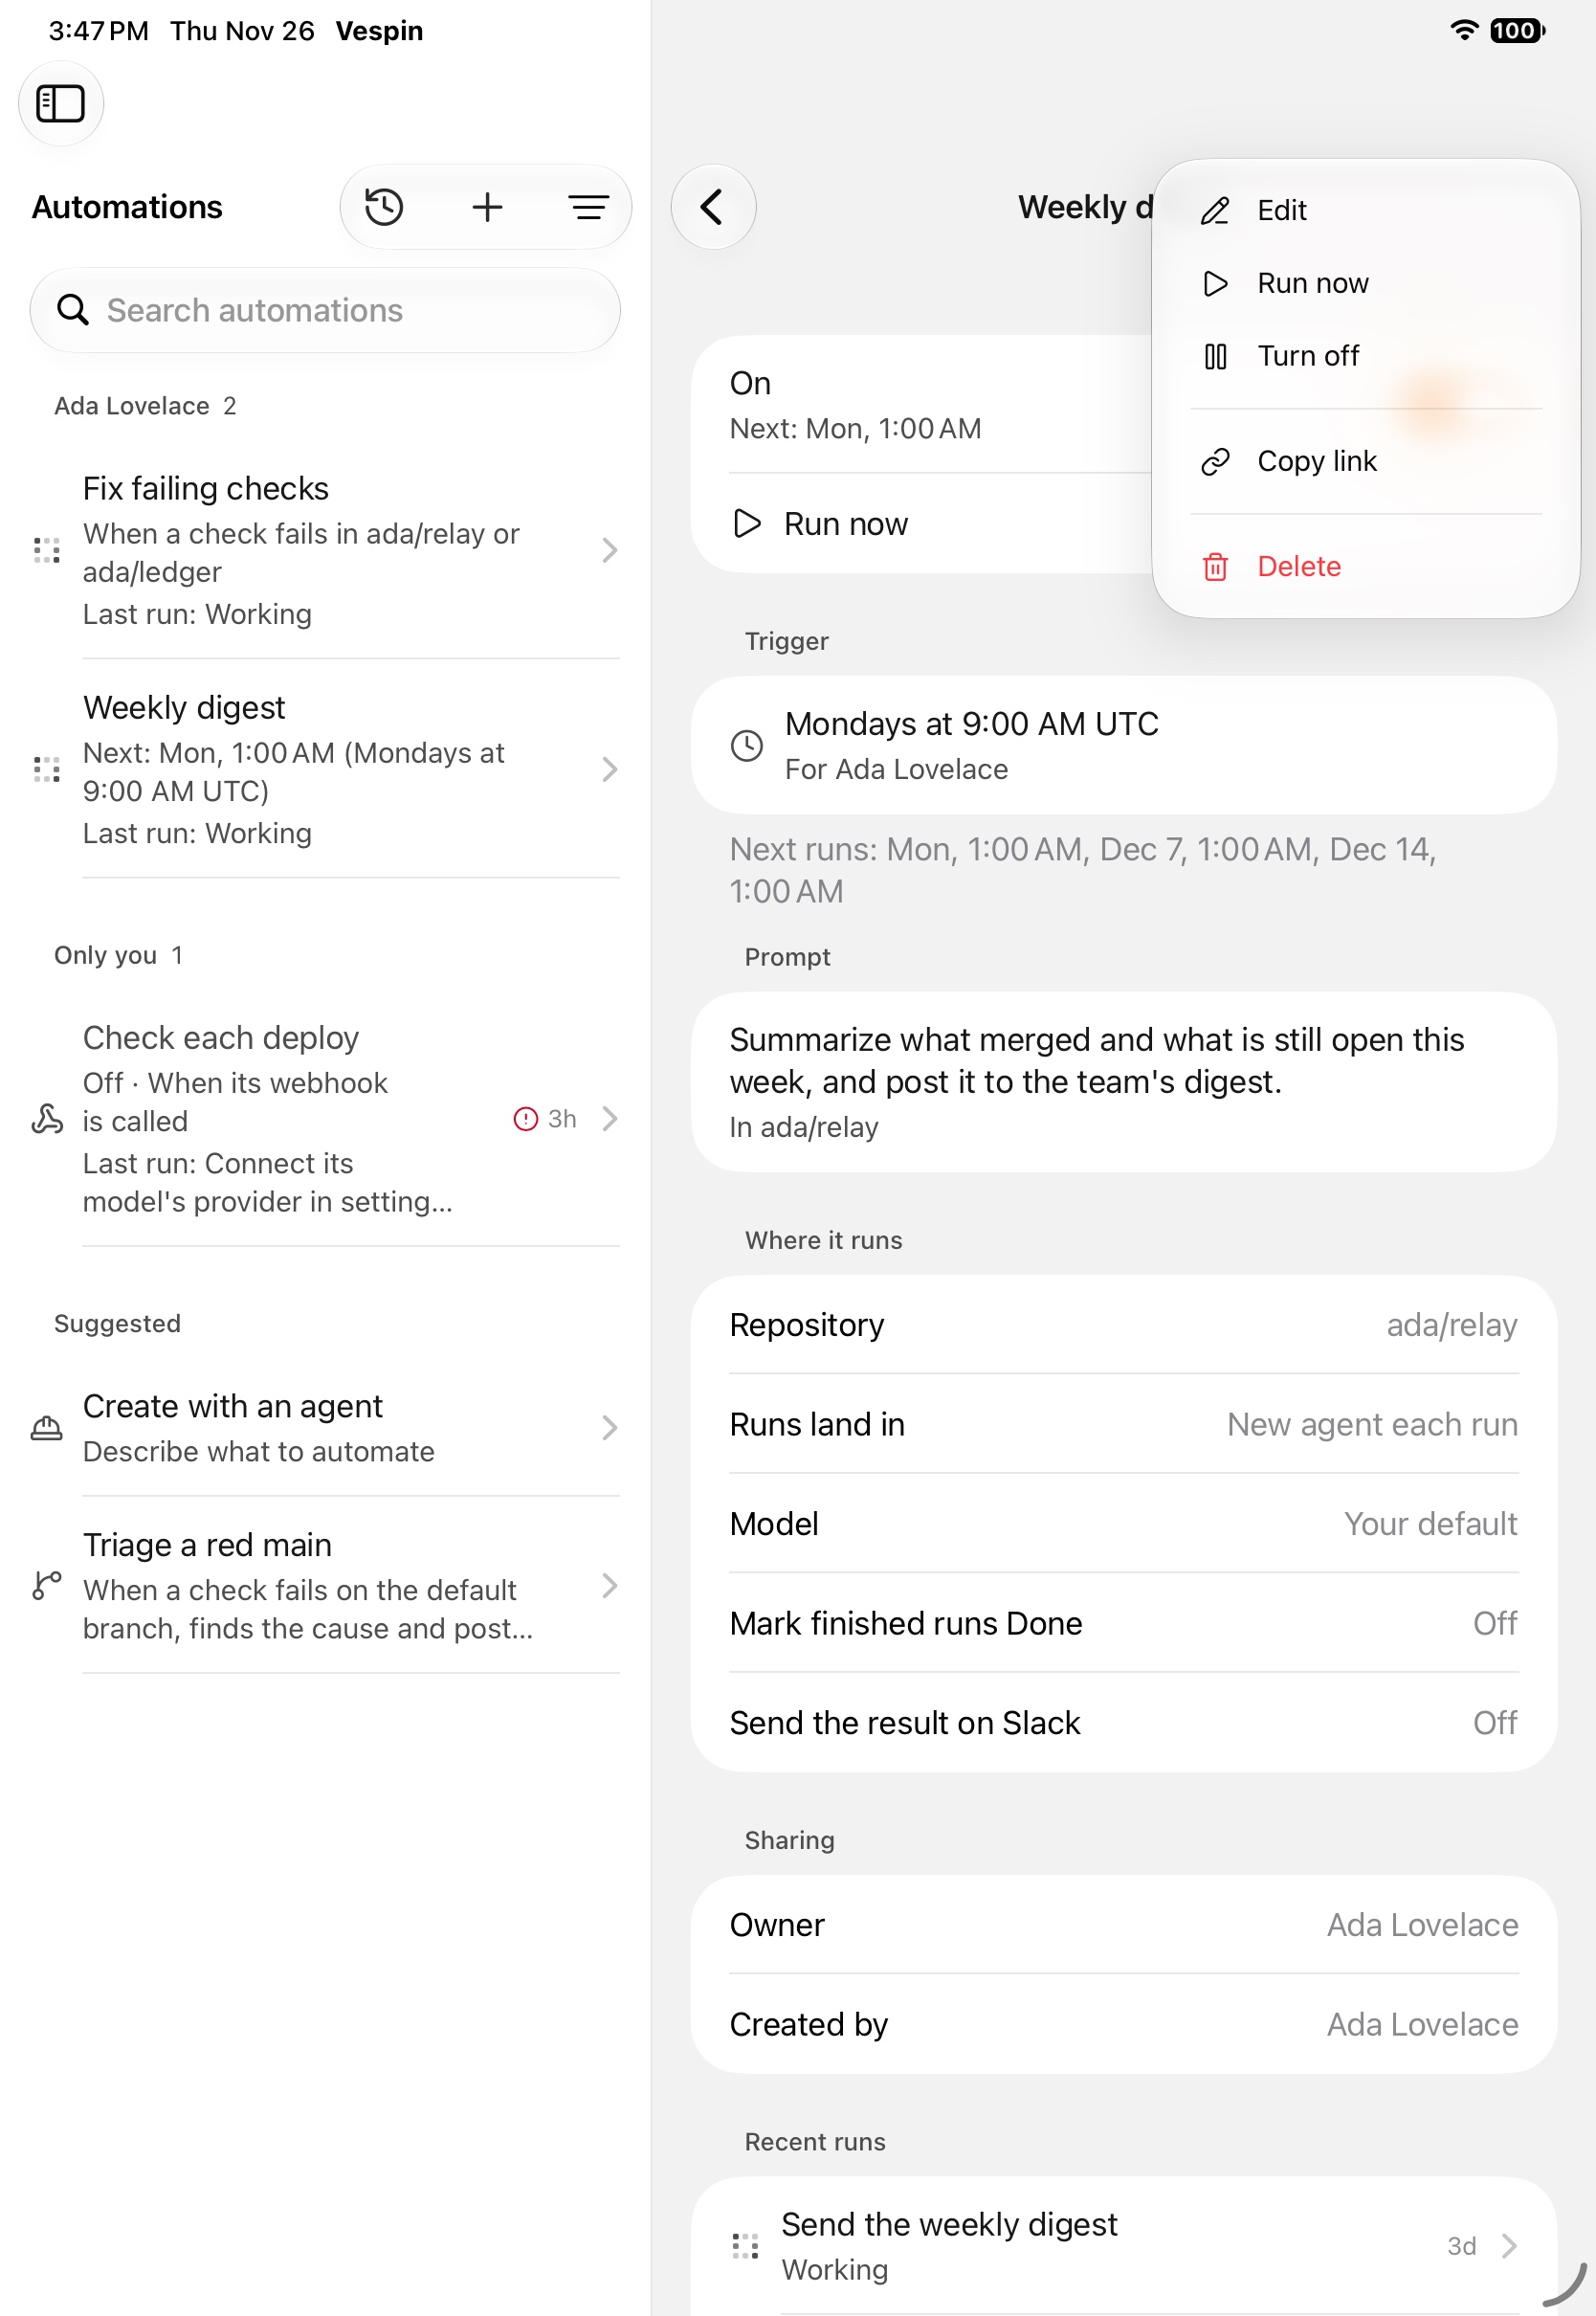 3:47 PM Thu Nov 26 Vespin
100
Automations
Search automations
Ada Lovelace 2
Fix failing checks
When a check fails in ada/relay or
ada/ledger
Last run: Working
Weekly digest
Next: Mon, 1:00 AM (Mondays at
9:00 AM UTC)
Last run: Working
Only you 1
Check each deploy
Off · When its webhook
is called
3h
Last run: Connect its
model's provider in setting...
Suggested
Create with an agent
Describe what to automate
Triage a red main
When a check fails on the default
branch, finds the cause and post...
Weekly d
Edit
Run now
Turn off
Copy link
Delete
On
Next: Mon, 1:00 AM
Run now
Trigger
Mondays at 9:00 AM UTC
For Ada Lovelace
Next runs: Mon, 1:00 AM, Dec 7, 1:00 AM, Dec 14,
1:00 AM
Prompt
Summarize what merged and what is still open this
week, and post it to the team's digest.
In ada/relay
Where it runs
Repository ada/relay
Runs land in New agent each run
Model Your default
Mark finished runs Done Off
Send the result on Slack Off
Sharing
Owner Ada Lovelace
Created by Ada Lovelace
Recent runs
Send the weekly digest
Working
3d